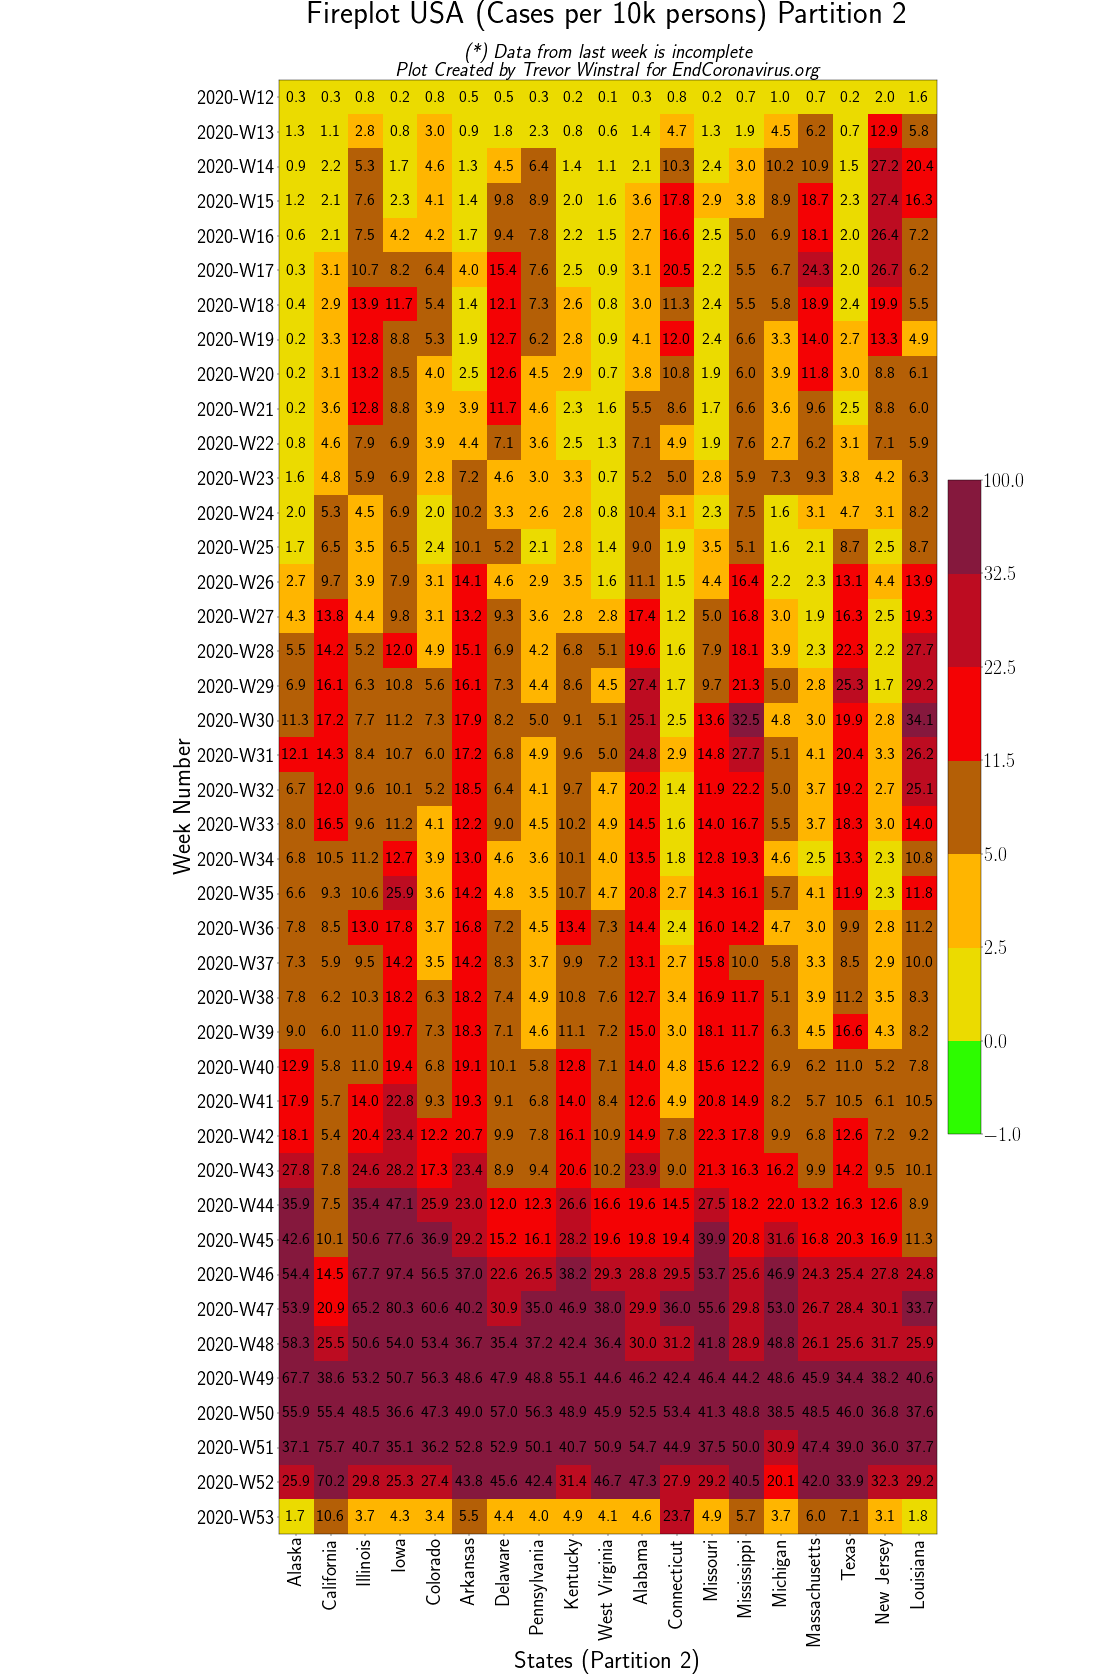 Fireplot USA (Cases per 10k persons) Partition 2
(*) Data from last week is incomplete
Plot Created by Trevor Winstral for EndCoronavirus.org
2020-W12 0.3 0.3 0.8 0.2 0.8 0.5 0.5 0.3 0.2 0.1 0.3 0.8 0.2 0.7 1.0 0.7 0.2 2.0 1.6
2020-W13 1.3 1.1 2.8 0.8 3.0 0.9 1.8 2.3 0.8 0.6 1.4 4.7 1.3 1.9 4.5 6.2 0.7 12.9 5.8
2020-W14 0.9 2.2 5.3 1.7 4.6 1.3 4.5 6.4 1.4 1.1 2.1 10.3 2.4 3.0 10.2 10.9 1.5 27.2 20.4
2020-W15 1.2 2.1 7.6 2.3 4.1 1.4 9.8 8.9 2.0 1.6 3.6 17.8 2.9 3.8 8.9 18.7 2.3 27.4 16.3
2020-W16 0.6 2.1 7.5 4.2 4.2 1.7 9.4 7.8 2.2 1.5 2.7 16.6 2.5 5.0 6.9 18.1 2.0 26.4 7.2
2020-W17 0.3 3.1 10.7 8.2 6.4 4.0 15.4 7.6 2.5 0.9 3.1 20.5 2.2 5.5 6.7 24.3 2.0 26.7 6.2
2020-W18 0.4 2.9 13.9 11.7 5.4 1.4 12.1 7.3 2.6 0.8 3.0 11.3 2.4 5.5 5.8 18.9 2.4 19.9 5.5
2020-W19 0.2 3.3 12.8 8.8 5.3 1.9 12.7 6.2 2.8 0.9 4.1 12.0 2.4 6.6 3.3 14.0 2.7 13.3 4.9
2020-W20 0.2 3.1 13.2 8.5 4.0 2.5 12.6 4.5 2.9 0.7 3.8 10.8 1.9 6.0 3.9 11.8 3.0 8.8 6.1
2020-W21 0.2 3.6 12.8 8.8 3.9 3.9 11.7 4.6 2.3 1.6 5.5 8.6 1.7 6.6 3.6 9.6 2.5 8.8 6.0
2020-W22 0.8 4.6 7.9 6.9 3.9 4.4 7.1 3.6 2.5 1.3 7.1 4.9 1.9 7.6 2.7 6.2 3.1 7.1 5.9
2020-W23 1.6 4.8 5.9 6.9 2.8 7.2 4.6 3.0 3.3 0.7 5.2 5.0 2.8 5.9 7.3 9.3 3.8 4.2 6.3
100.0
2020-W24 2.0 5.3 4.5 6.9 2.0 10.2 3.3 2.6 2.8 0.8 10.4 3.1 2.3 7.5 1.6 3.1 4.7 3.1 8.2
2020-W25 1.7 6.5 3.5 6.5 2.4 10.1 5.2 2.1 2.8 1.4 9.0 1.9 3.5 5.1 1.6 2.1 8.7 2.5 8.7
2020-W26 2.7 9.7 3.9 7.9 3.1 14.1 4.6 2.9 3.5 1.6 11.1 1.5 4.4 16.4 2.2 2.3 13.1 4.4 13.9
32.5
2020-W27 4.3 13.8 4.4 9.8 3.1 13.2 9.3 3.6 2.8 2.8 17.4 1.2 5.0 16.8 3.0 1.9 16.3 2.5 19.3
2020-W28 5.5 14.2 5.2 12.0 4.9 15.1 6.9 4.2 6.8 5.1 19.6 1.6 7.9 18.1 3.9 2.3 22.3 2.2 27.7
22.5
2020-W29 6.9 16.1 6.3 10.8 5.6 16.1 7.3 4.4 8.6 4.5 27.4 1.7 9.7 21.3 5.0 2.8 25.3 1.7 29.2
2020-W30 11.3 17.2 7.7 11.2 7.3 17.9 8.2 5.0 9.1 5.1 25.1 2.5 13.6 32.5 4.8 3.0 19.9 2.8 34.1
2020-W31 12.1 14.3 8.4 10.7 6.0 17.2 6.8 4.9 9.6 5.0 24.8 2.9 14.8 27.7 5.1 4.1 20.4 3.3 26.2
11.5
2020-W32 6.7 12.0 9.6 10.1 5.2 18.5 6.4 4.1 9.7 4.7 20.2 1.4 11.9 22.2 5.0 3.7 19.2 2.7 25.1
Week Number
2020-W33 8.0 16.5 9.6 11.2 4.1 12.2 9.0 4.5 10.2 4.9 14.5 1.6 14.0 16.7 5.5 3.7 18.3 3.0 14.0
2020-W34 6.8 10.5 11.2 12.7 3.9 13.0 4.6 3.6 10.1 4.0 13.5 1.8 12.8 19.3 4.6 2.5 13.3 2.3 10.8
5.0
2020-W35 6.6 9.3 10.6 25.9 3.6 14.2 4.8 3.5 10.7 4.7 20.8 2.7 14.3 16.1 5.7 4.1 11.9 2.3 11.8
2020-W36 7.8 8.5 13.0 17.8 3.7 16.8 7.2 4.5 13.4 7.3 14.4 2.4 16.0 14.2 4.7 3.0 9.9 2.8 11.2
2.5
2020-W37 7.3 5.9 9.5 14.2 3.5 14.2 8.3 3.7 9.9 7.2 13.1 2.7 15.8 10.0 5.8 3.3 8.5 2.9 10.0
2020-W38 7.8 6.2 10.3 18.2 6.3 18.2 7.4 4.9 10.8 7.6 12.7 3.4 16.9 11.7 5.1 3.9 11.2 3.5 8.3
2020-W39 9.0 6.0 11.0 19.7 7.3 18.3 7.1 4.6 11.1 7.2 15.0 3.0 18.1 11.7 6.3 4.5 16.6 4.3 8.2
0.0
2020-W40 12.9 5.8 11.0 19.4 6.8 19.1 10.1 5.8 12.8 7.1 14.0 4.8 15.6 12.2 6.9 6.2 11.0 5.2 7.8
2020-W41 17.9 5.7 14.0 22.8 9.3 19.3 9.1 6.8 14.0 8.4 12.6 4.9 20.8 14.9 8.2 5.7 10.5 6.1 10.5
2020-W42 18.1 5.4 20.4 23.4 12.2 20.7 9.9 7.8 16.1 10.9 14.9 7.8 22.3 17.8 9.9 6.8 12.6 7.2 9.2
−1.0
2020-W43 27.8 7.8 24.6 28.2 17.3 23.4 8.9 9.4 20.6 10.2 23.9 9.0 21.3 16.3 16.2 9.9 14.2 9.5 10.1
2020-W44 35.9 7.5 35.4 47.1 25.9 23.0 12.0 12.3 26.6 16.6 19.6 14.5 27.5 18.2 22.0 13.2 16.3 12.6 8.9
2020-W45 42.6 10.1 50.6 77.6 36.9 29.2 15.2 16.1 28.2 19.6 19.8 19.4 39.9 20.8 31.6 16.8 20.3 16.9 11.3
2020-W46 54.4 14.5 67.7 97.4 56.5 37.0 22.6 26.5 38.2 29.3 28.8 29.5 53.7 25.6 46.9 24.3 25.4 27.8 24.8
2020-W47 53.9 20.9 65.2 80.3 60.6 40.2 30.9 35.0 46.9 38.0 29.9 36.0 55.6 29.8 53.0 26.7 28.4 30.1 33.7
2020-W48 58.3 25.5 50.6 54.0 53.4 36.7 35.4 37.2 42.4 36.4 30.0 31.2 41.8 28.9 48.8 26.1 25.6 31.7 25.9
2020-W49 67.7 38.6 53.2 50.7 56.3 48.6 47.9 48.8 55.1 44.6 46.2 42.4 46.4 44.2 48.6 45.9 34.4 38.2 40.6
2020-W50 55.9 55.4 48.5 36.6 47.3 49.0 57.0 56.3 48.9 45.9 52.5 53.4 41.3 48.8 38.5 48.5 46.0 36.8 37.6
2020-W51 37.1 75.7 40.7 35.1 36.2 52.8 52.9 50.1 40.7 50.9 54.7 44.9 37.5 50.0 30.9 47.4 39.0 36.0 37.7
2020-W52 25.9 70.2 29.8 25.3 27.4 43.8 45.6 42.4 31.4 46.7 47.3 27.9 29.2 40.5 20.1 42.0 33.9 32.3 29.2
2020-W53 1.7 10.6 3.7 4.3 3.4 5.5 4.4 4.0 4.9 4.1 4.6 23.7 4.9 5.7 3.7 6.0 7.1 3.1 1.8
Alaska California Illinois Iowa Colorado Arkansas Delaware Pennsylvania Kentucky West Virginia Alabama Connecticut Missouri Mississippi Michigan Massachusetts Texas New Jersey Louisiana
States (Partition 2)